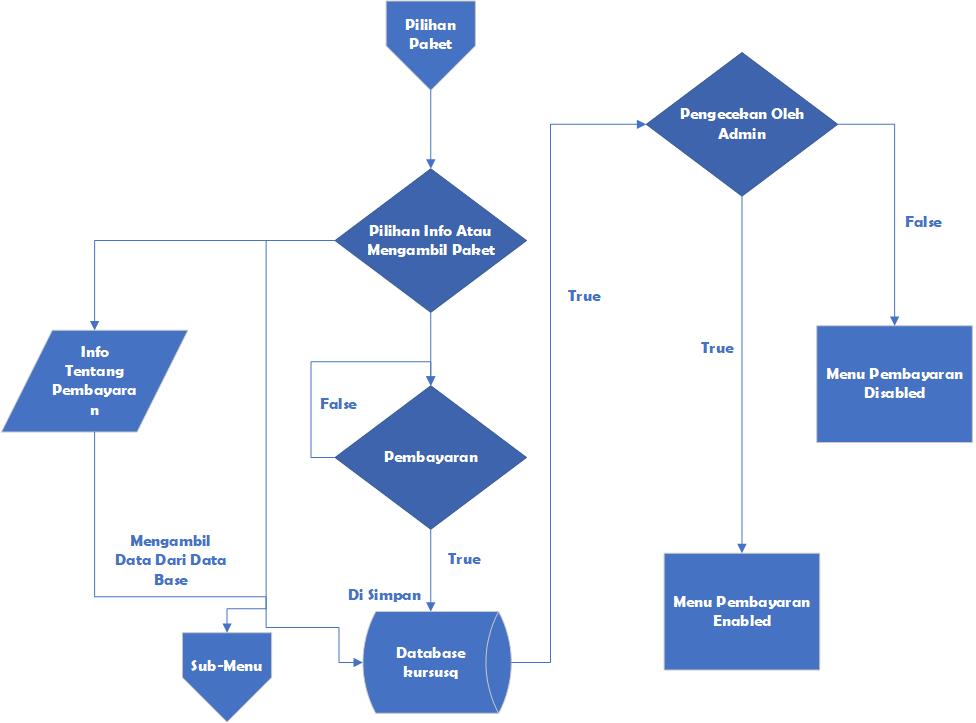 Pilihan
Paket
Pengecekan Oleh
Admin
Pilihan Info Atau
Mengambil Paket
False
True
True
Info
Tentang
Pembayara
n
Menu Pembayaran
Disabled
False
Pembayaran
Mengambil
Data Dari Data
Base
True
Di Simpan
Menu Pembayaran
Enabled
Sub-Menu
Database
kursusq